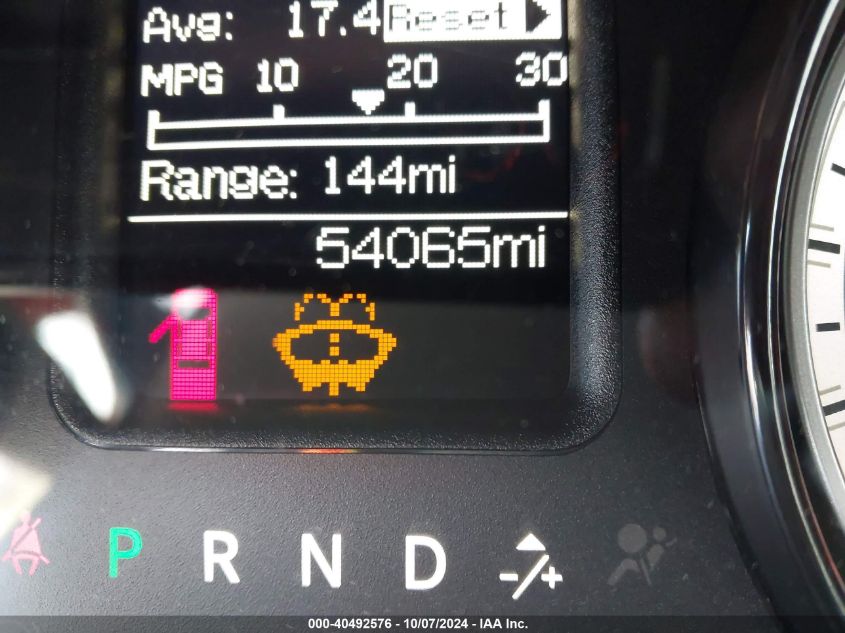 Avg: 17.4 Reset
MPG 10 20 30
Range: 144mi
54065mi
P R N D -/+
000-40492576 - 10/07/2024 - IAA Inc.